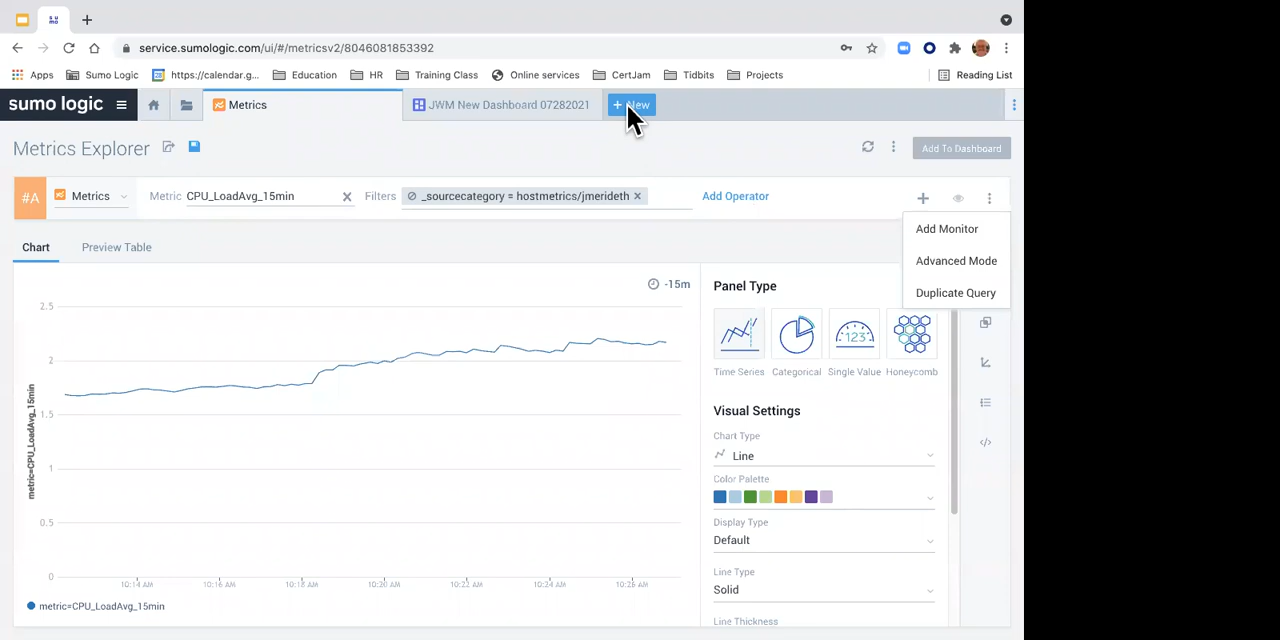 s u
mo
service.sumologic.com/ui/#/metricsv2/8046081853392
Apps Sumo Logic https://calendar.g... Education HR Training Class Online services CertJam Tidbits Projects Reading List
sumo logic Metrics JWM New Dashboard 07282021 + New
Metrics Explorer Add To Dashboard
#A Metrics Metric CPU_LoadAvg_15min Filters _sourcecategory = hostmetrics/jmerideth Add Operator
Add Monitor
Advanced Mode
Duplicate Query
Chart Preview Table
-15m
Panel Type
123
Time Series Categorical Single Value Honeycomb
Visual Settings
Chart Type
Line
Color Palette
Display Type
Default
Line Type
Solid
Line Thickness
metric=CPU_LoadAvg_15min
2.5
2
1.5
1
0.5
0
10:14 AM 10:16 AM 10:18 AM 10:20 AM 10:22 AM 10:24 AM 10:26 AM
metric=CPU_LoadAvg_15min